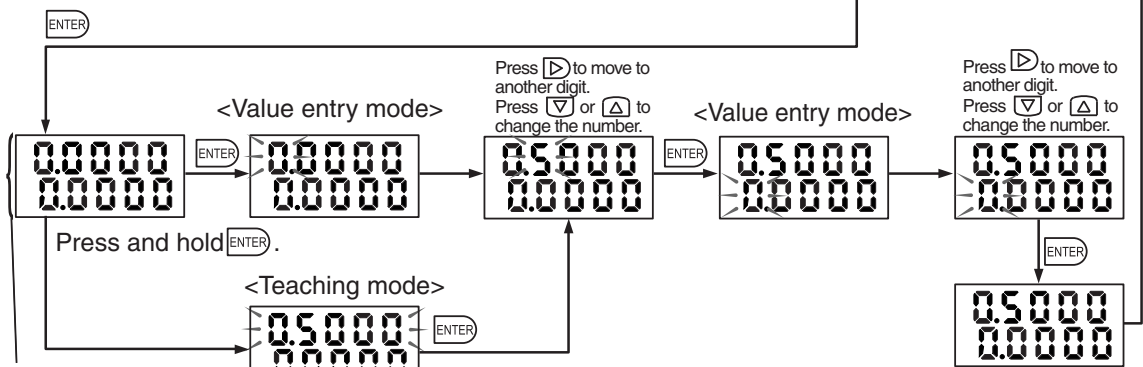 ENTER
Press ▷ to move to
another digit.
Press ▽ or △ to
change the number.
Press ▷ to move to
another digit.
Press ▽ or △ to
change the number.
<Value entry mode>
<Value entry mode>
0.0000
0.0000
ENTER
0.0000
0.0000
0.5000
0.0000
ENTER
0.5000
0.0000
0.5000
0.0000
Press and hold ENTER .
ENTER
<Teaching mode>
0.5000
ENTER
0.5000
0.0000